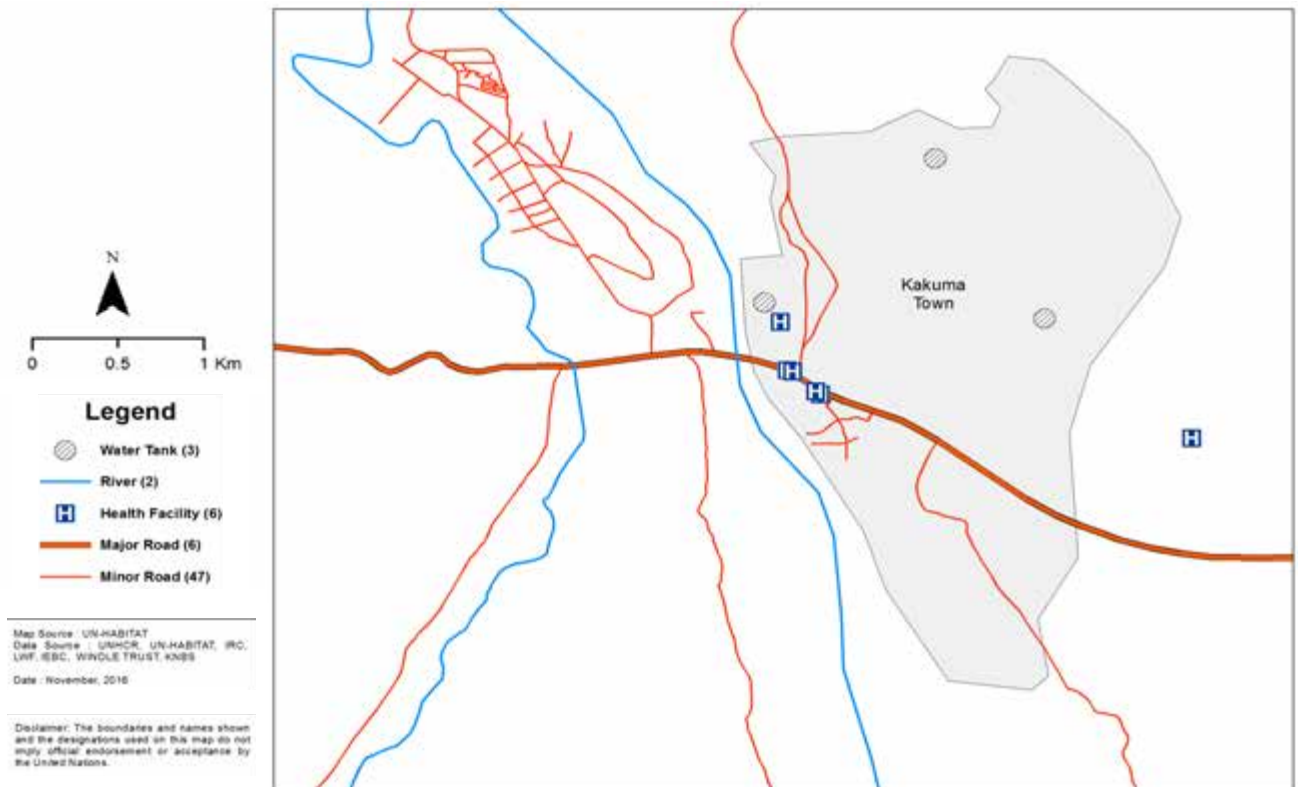 N
0 0.5 1 Km
Legend
Water Tank (3)
River (2)
Health Facility (6)
Major Road (6)
Minor Road (47)
Map Source : UN-HABITAT
Data Source : UNHCR, UN-HABITAT, IRC,
LWF, IEBC, WINDLE TRUST, KNBS
Date : November, 2016
Disclaimer: The boundaries and names shown
and the designations used on this map do not
imply official endorsement or acceptance by
the United Nations.
Kakuma
Town
H
H
H
H
H